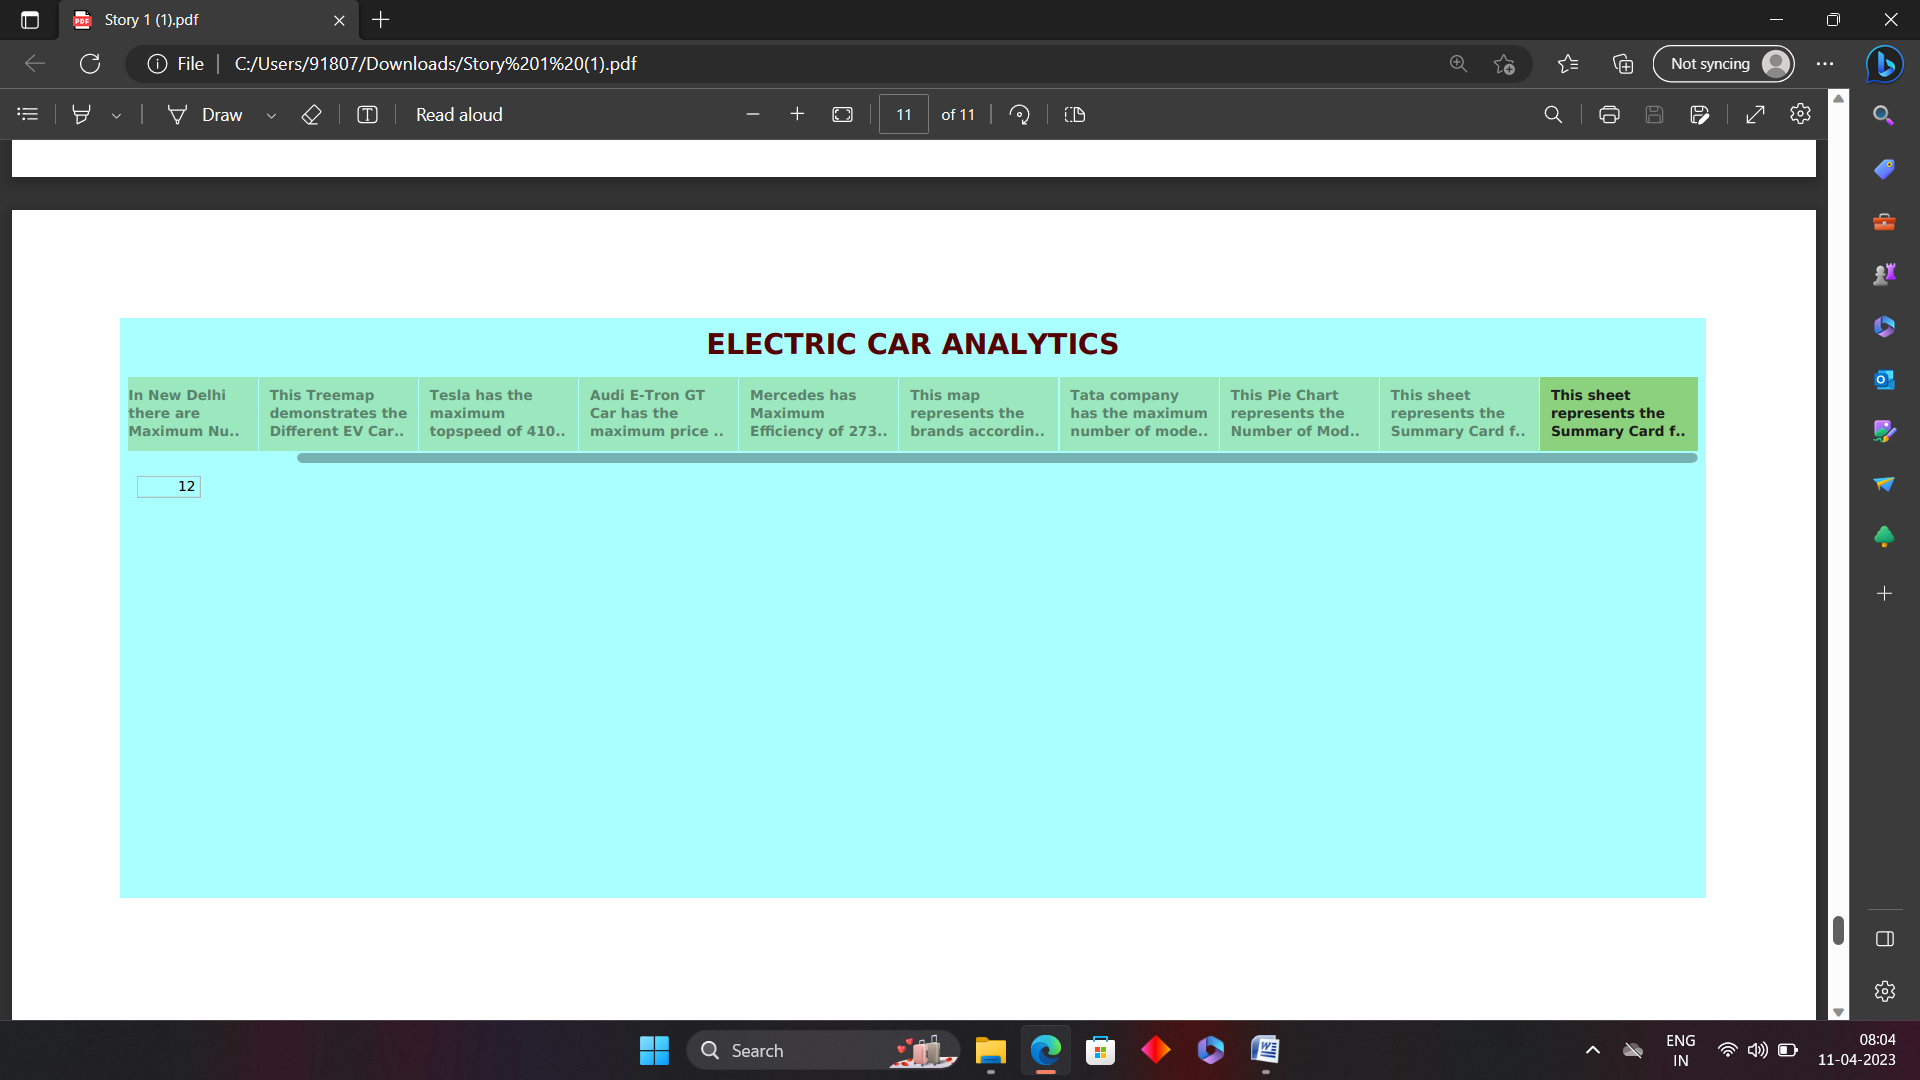 Story 1 (1).pdf
File
C:/Users/91807/Downloads/Story%201%20(1).pdf
Not syncing
Draw
Read aloud
11
of 11
ELECTRIC CAR ANALYTICS
In New Delhi
there are
Maximum Nu..
This Treemap
demonstrates the
Different EV Car..
Tesla has the
maximum
topspeed of 410..
Audi E-Tron GT
Car has the
maximum price ..
Mercedes has
Maximum
Efficiency of 273..
This map
represents the
brands accordin..
Tata company
has the maximum
number of mode..
This Pie Chart
represents the
Number of Mod..
This sheet
represents the
Summary Card f..
This sheet
represents the
Summary Card f..
12
Search
ENG
IN
08:04
11-04-2023